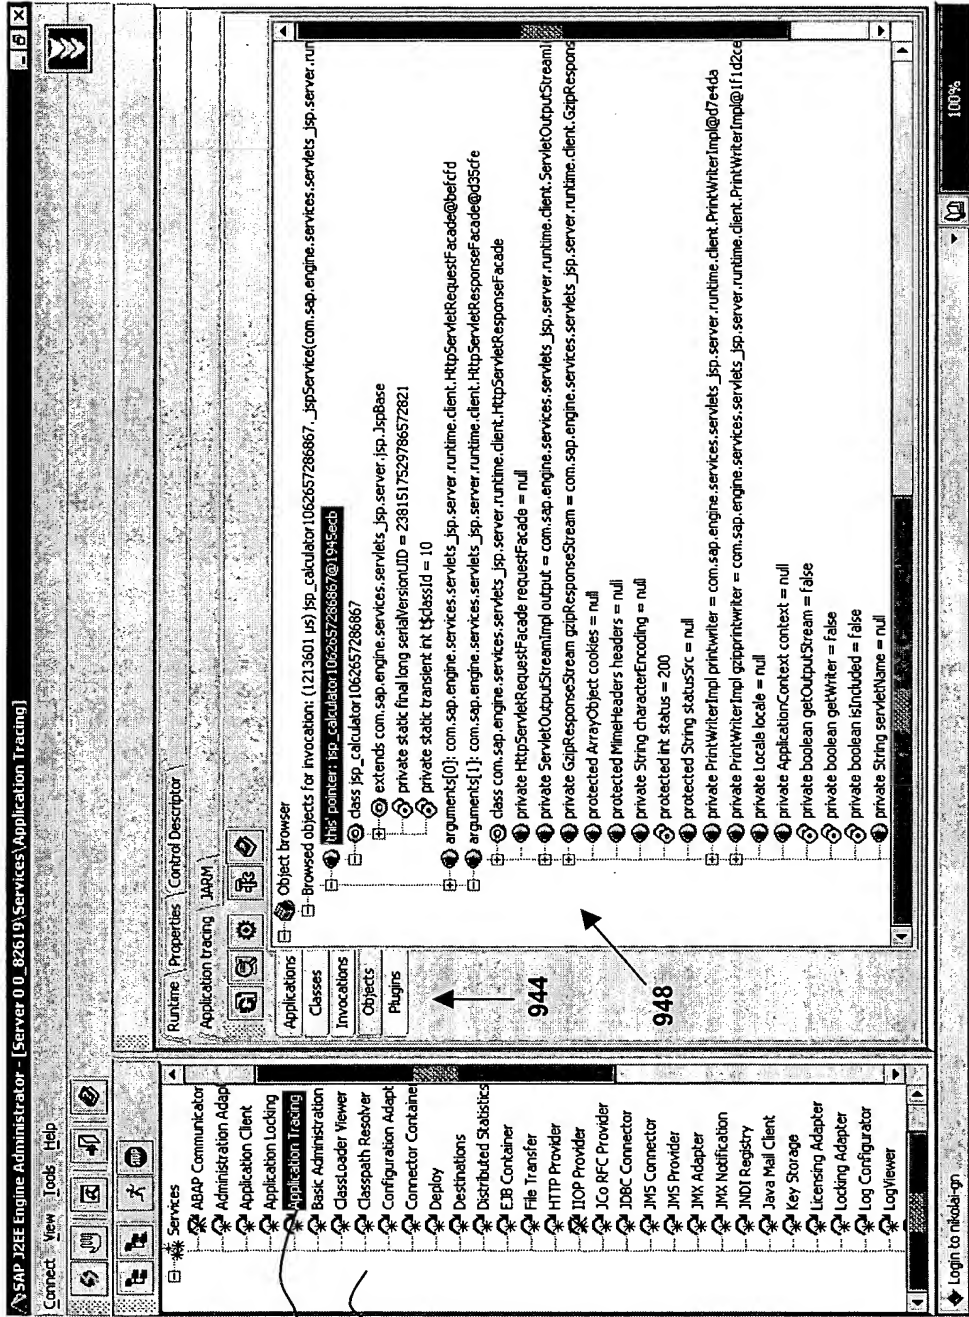 SAP J2EE Engine Administrator - [Server 0 0_82619\Services\Application Tracing]
Connect View Tools Help
Services
ABAP Communicator
Administration Adapt
Application Client
Application Locking
Application Tracing
Basic Administration
ClassLoader Viewer
Classpath Resolver
Configuration Adapt
Connector Container
Deploy
Destinations
Distributed Statistics
EJB Container
File Transfer
HTTP Provider
IIOP Provider
JCo RFC Provider
JDBC Connector
JMS Connector
JMS Provider
JMX Adapter
JMX Notification
JNDI Registry
Java Mail Client
Key Storage
Licensing Adapter
Locking Adapter
Log Configurator
LogViewer
Runtime Properties Control Descriptor
Application tracing JARM
Applications
Classes
Invocations
Objects
Plugins
944
948
Object browser
Browsed objects for invocation: (1213601 µs) jsp_calculator1062657286867._jspService(com.sap.engine.services.servlets_jsp.server.run
this pointer: jsp_calculator1062657286867@1945ecb
class jsp_calculator1062657286867
extends com.sap.engine.services.servlets_jsp.server.jsp.JspBase
private static final long serialVersionUID = 2381517529786572821
private static transient int t$classId = 10
arguments[0]: com.sap.engine.services.servlets_jsp.server.runtime.client.HttpServletRequestFacade@befcfd
arguments[1]: com.sap.engine.services.servlets_jsp.server.runtime.client.HttpServletResponseFacade@d35cfe
class com.sap.engine.services.servlets_jsp.server.runtime.client.HttpServletResponseFacade
private HttpServletRequestFacade requestFacade = null
private ServletOutputStreamImpl output = com.sap.engine.services.servlets_jsp.server.runtime.client.ServletOutputStreamI
private GzipResponseStream gzipResponseStream = com.sap.engine.services.servlets_jsp.server.runtime.client.GzipRespons
protected ArrayObject cookies = null
protected MimeHeaders headers = null
private String characterEncoding = null
protected int status = 200
protected String statusSrc = null
private PrintWriterImpl printwriter = com.sap.engine.services.servlets_jsp.server.runtime.client.PrintWriterImpl@d7e4da
private PrintWriterImpl gzipprintwriter = com.sap.engine.services.servlets_jsp.server.runtime.client.PrintWriterImpl@1f1d2ce
private Locale locale = null
private ApplicationContext context = null
private boolean getOutputStream = false
private boolean getWriter = false
private boolean isIncluded = false
private String servletName = null
Login to nikolai-gn
100%